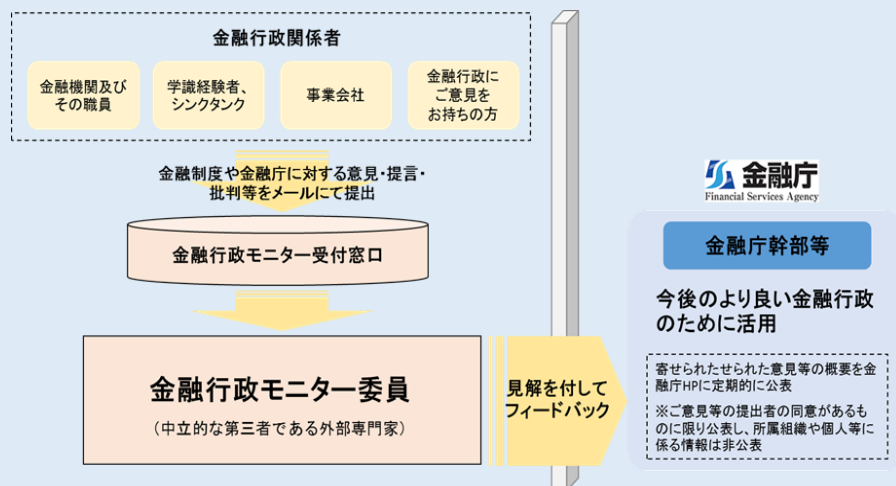 金融行政関係者
金融機関及び
その職員
学識経験者、
シンクタンク
事業会社
金融行政に
ご意見を
お持ちの方
金融制度や金融庁に対する意見・提言・
批判等をメールにて提出
金融行政モニター受付窓口
金融行政モニター委員
（中立的な第三者である外部専門家）
見解を付して
フィードバック
金融庁
Financial Services Agency
金融庁幹部等
今後のより良い金融行政
のために活用
寄せられたせられた意見等の概要を金
融庁HPに定期的に公表
※ご意見等の提出者の同意があるも
のに限り公表し、所属組織や個人等に
係る情報は非公表